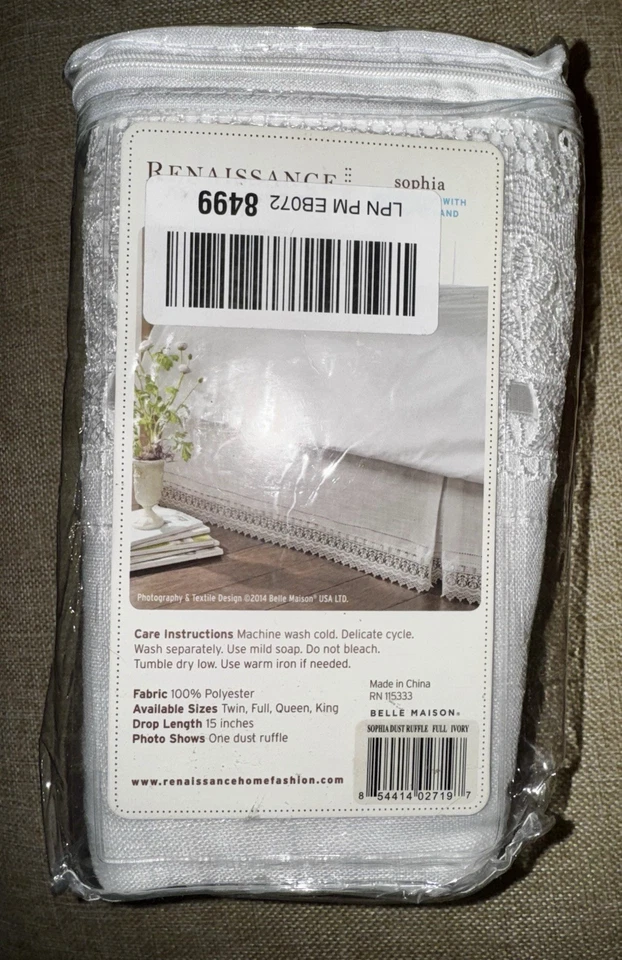 RENAISSANCE
sophia
WITH
AND
LPN PM EB072 8499
Photography & Textile Design ©2014 Belle Maison® USA LTD.
Care Instructions Machine wash cold. Delicate cycle.
Wash separately. Use mild soap. Do not bleach.
Tumble dry low. Use warm iron if needed.
Fabric 100% Polyester
Available Sizes Twin, Full, Queen, King
Drop Length 15 inches
Photo Shows One dust ruffle
Made in China
RN 115333
BELLE MAISON®
SOPHIA DUST RUFFLE FULL IVORY
8 54414 02719 7
www.renaissancehomefashion.com